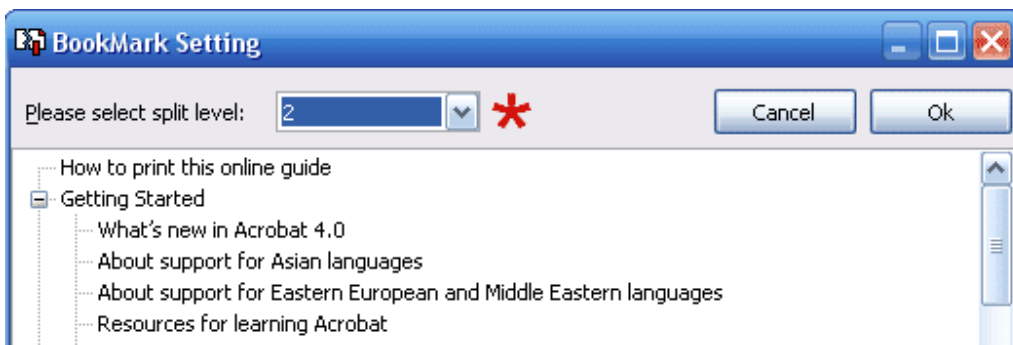 BookMark Setting
Please select split level: 2 Cancel Ok
How to print this online guide
Getting Started
What's new in Acrobat 4.0
About support for Asian languages
About support for Eastern European and Middle Eastern languages
Resources for learning Acrobat